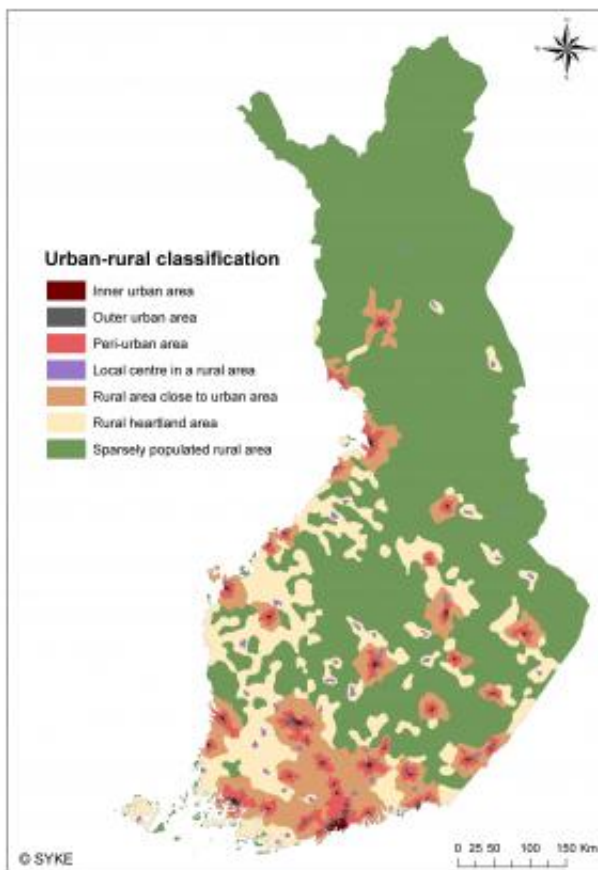 Urban-rural classification
Inner urban area
Outer urban area
Peri-urban area
Local centre in a rural area
Rural area close to urban area
Rural heartland area
Sparsely populated rural area
© SYKE
0 25 50 100 150 Km